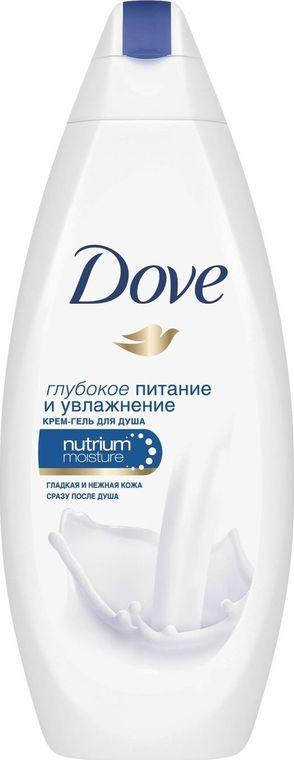 Dove
глубокое питание
и увлажнение
КРЕМ-ГЕЛЬ ДЛЯ ДУША
nutrium
moisture
ГЛАДКАЯ И НЕЖНАЯ КОЖА
СРАЗУ ПОСЛЕ ДУША